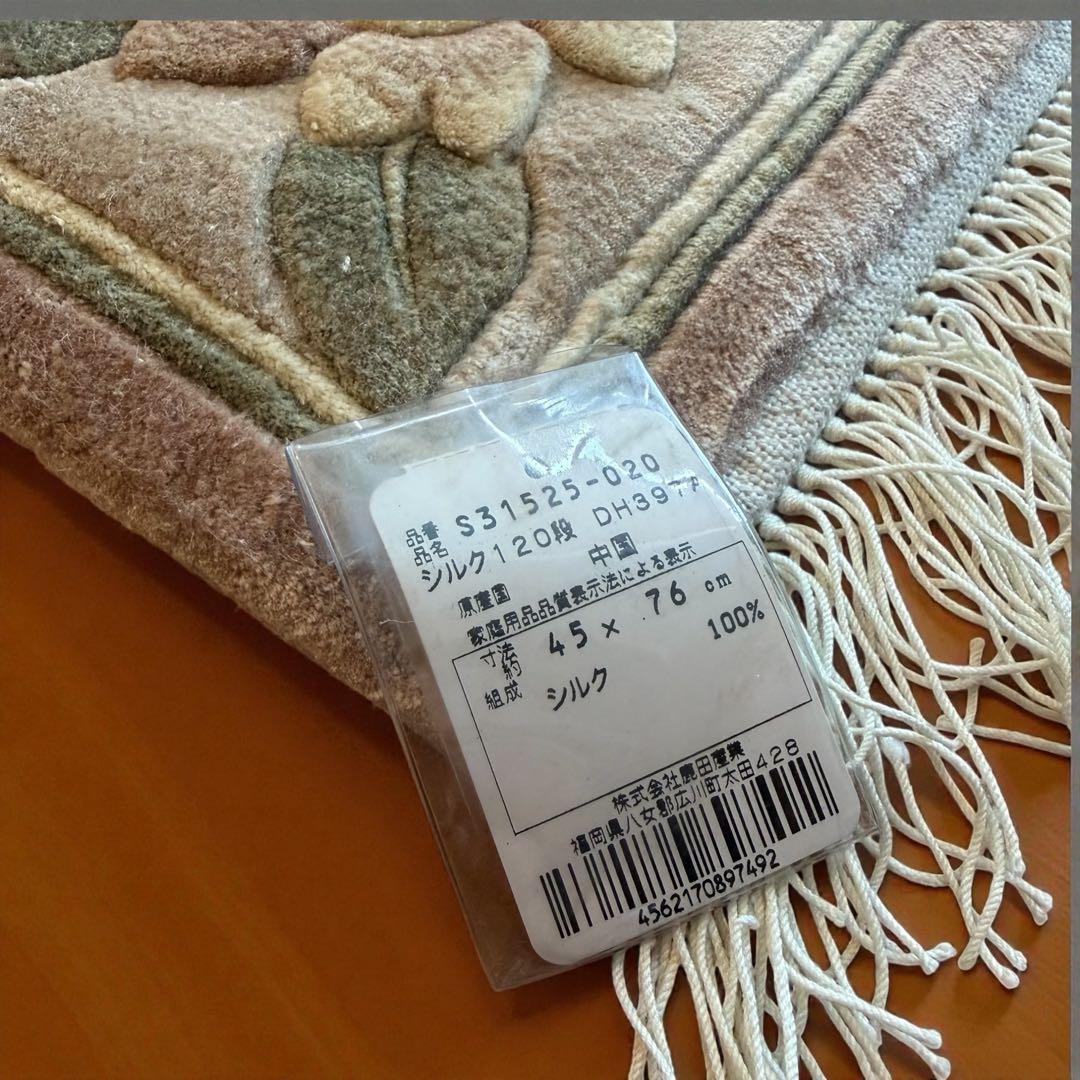 品番 S31525-020
品名
シルク120段 DH397A
原産国 中国
家庭用品品質表示法による表示
寸法 約 45 × 76 cm
組成 シルク 100%
株式会社鹿田産業
福岡県八女郡広川町太田428
4562170897492